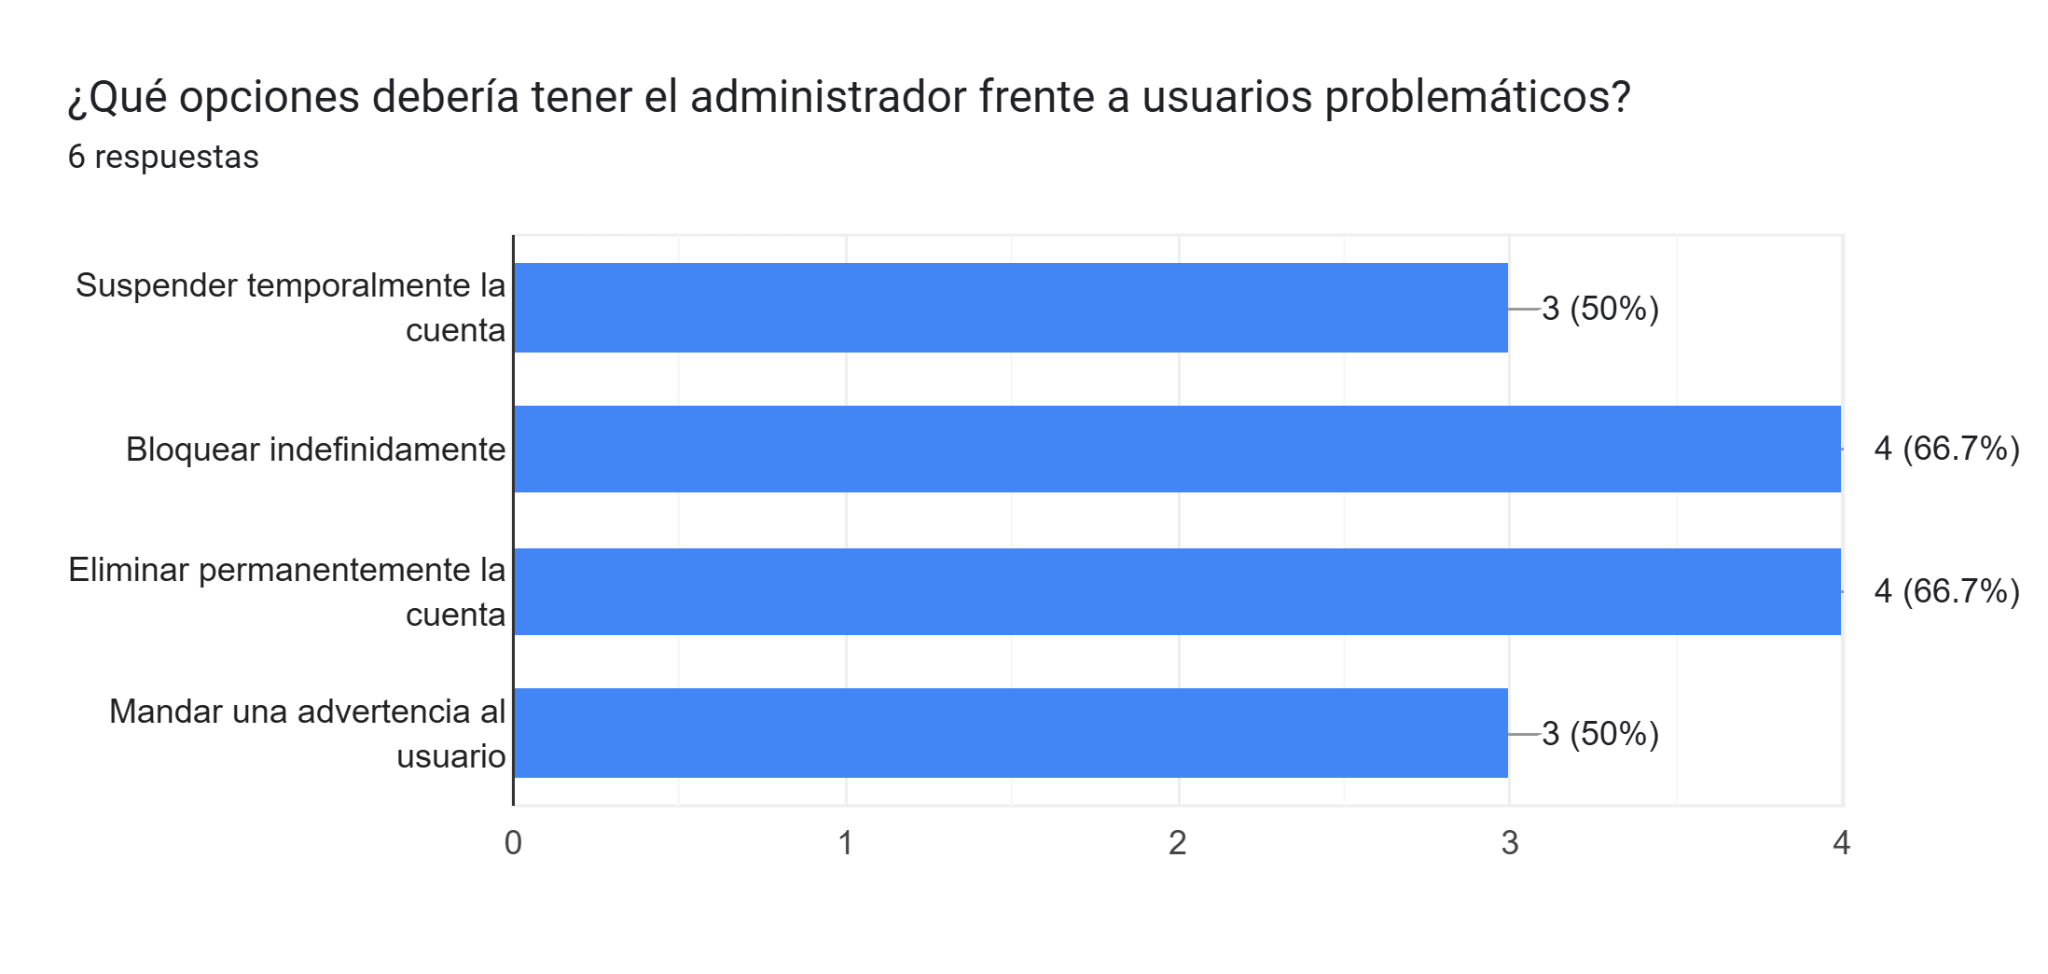 ¿Qué opciones debería tener el administrador frente a usuarios problemáticos?
6 respuestas
Suspender temporalmente la
cuenta
3 (50%)
Bloquear indefinidamente
4 (66.7%)
Eliminar permanentemente la
cuenta
4 (66.7%)
Mandar una advertencia al
usuario
3 (50%)
0 1 2 3 4